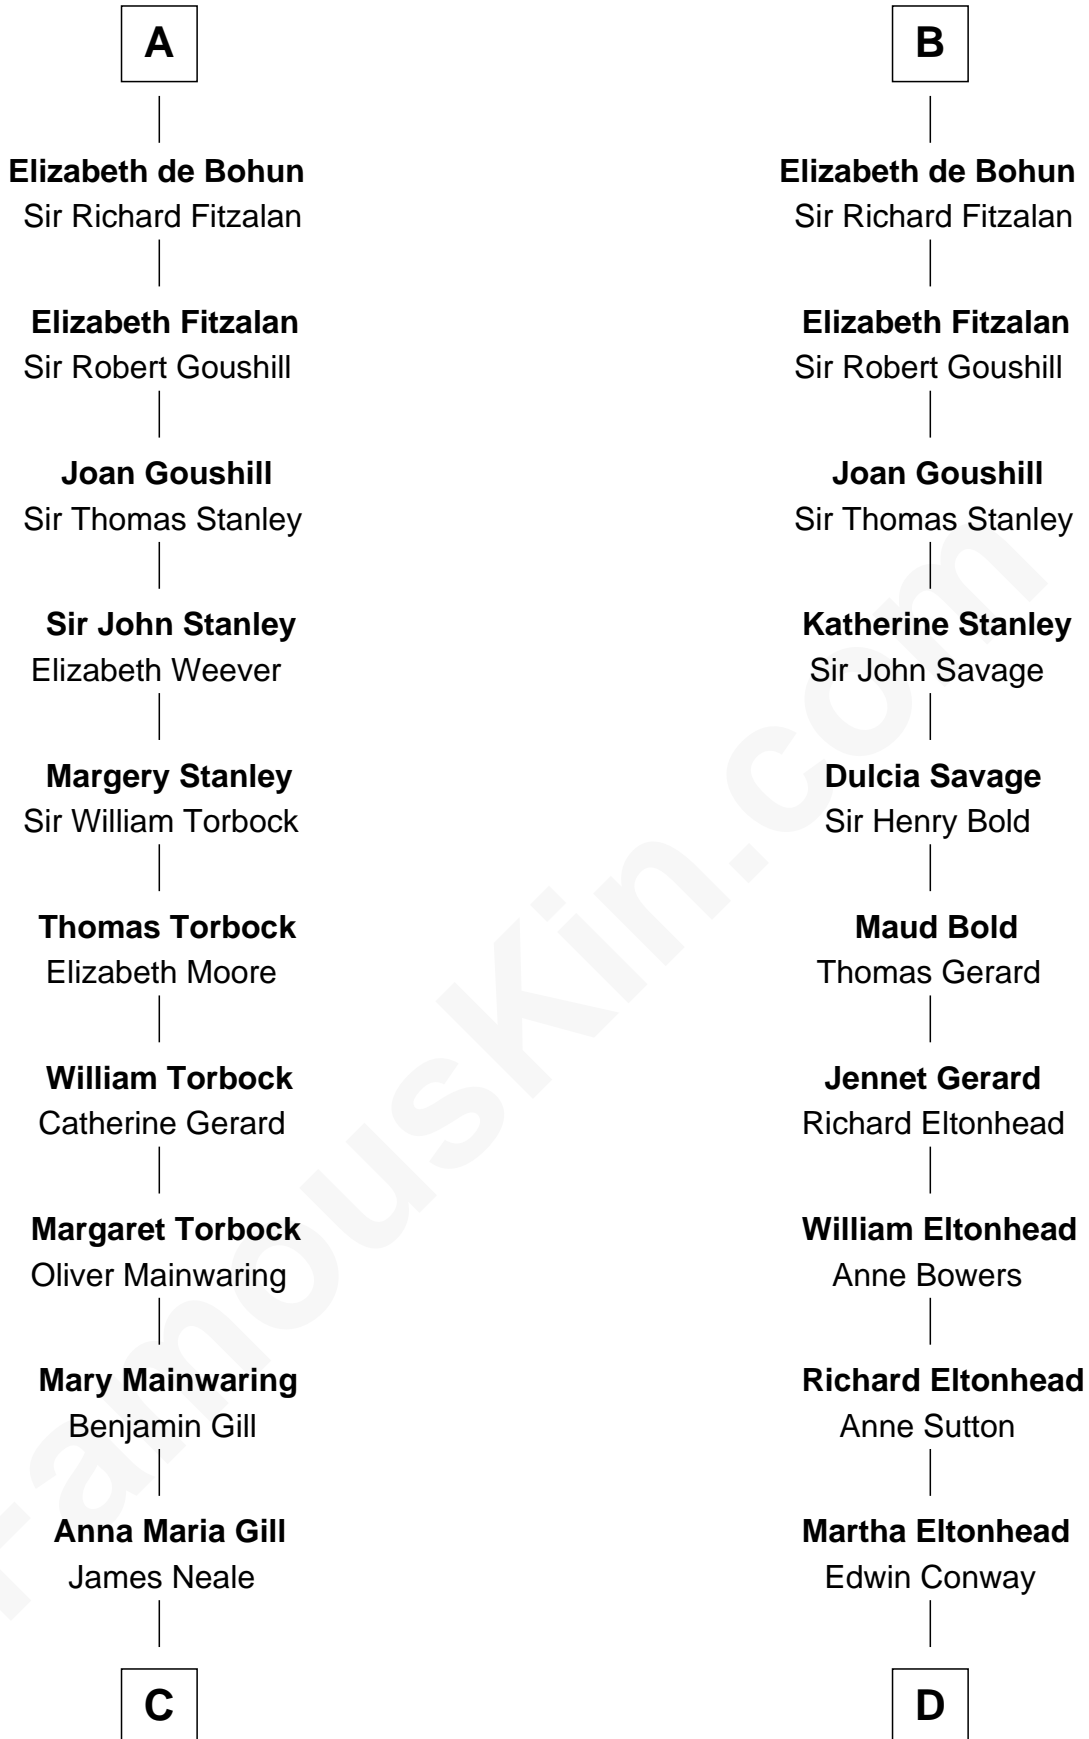 A
Elizabeth de Bohun
Sir Richard Fitzalan
Elizabeth Fitzalan
Sir Robert Goushill
Joan Goushill
Sir Thomas Stanley
Sir John Stanley
Elizabeth Weever
Margery Stanley
Sir William Torbock
Thomas Torbock
Elizabeth Moore
William Torbock
Catherine Gerard
Margaret Torbock
Oliver Mainwaring
Mary Mainwaring
Benjamin Gill
Anna Maria Gill
James Neale
C
B
Elizabeth de Bohun
Sir Richard Fitzalan
Elizabeth Fitzalan
Sir Robert Goushill
Joan Goushill
Sir Thomas Stanley
Katherine Stanley
Sir John Savage
Dulcia Savage
Sir Henry Bold
Maud Bold
Thomas Gerard
Jennet Gerard
Richard Eltonhead
William Eltonhead
Anne Bowers
Richard Eltonhead
Anne Sutton
Martha Eltonhead
Edwin Conway
D
FamousKin.com